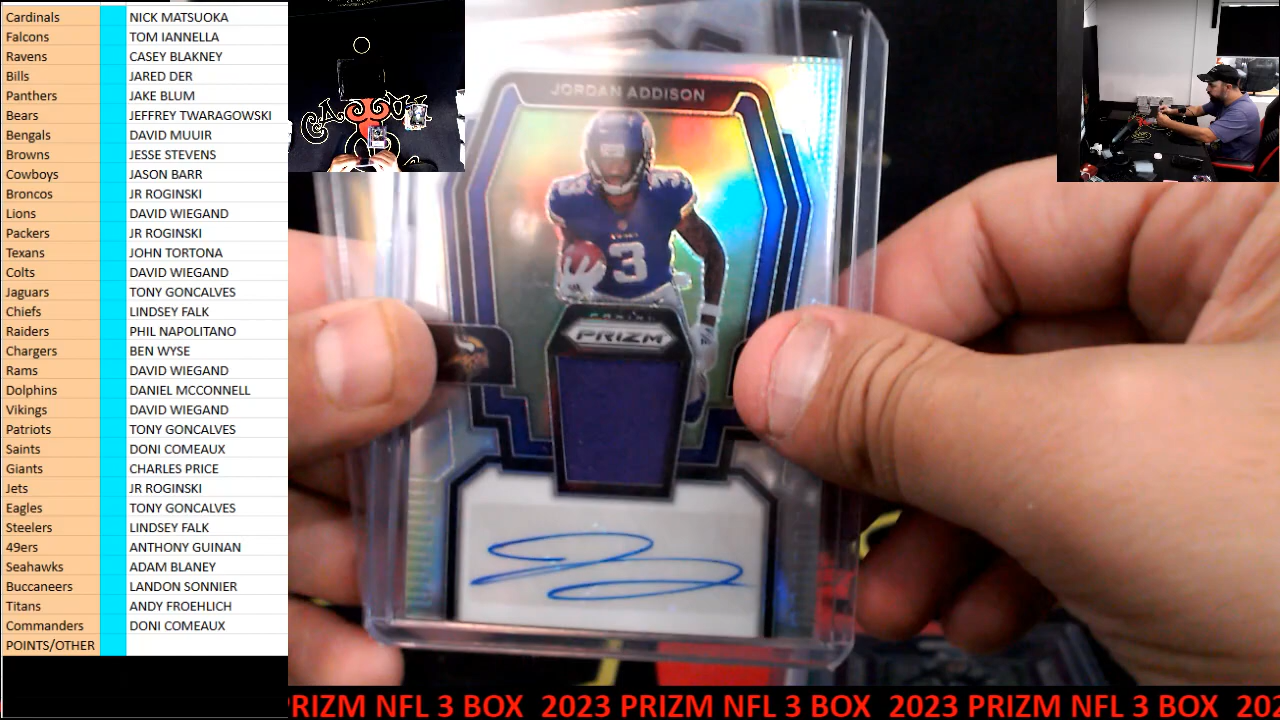 Cardinals NICK MATSUOKA
Falcons TOM IANNELLA
Ravens CASEY BLAKNEY
Bills JARED DER
Panthers JAKE BLUM
Bears JEFFREY TWARAGOWSKI
Bengals DAVID MUUIR
Browns JESSE STEVENS
Cowboys JASON BARR
Broncos JR ROGINSKI
Lions DAVID WIEGAND
Packers JR ROGINSKI
Texans JOHN TORTONA
Colts DAVID WIEGAND
Jaguars TONY GONCALVES
Chiefs LINDSEY FALK
Raiders PHIL NAPOLITANO
Chargers BEN WYSE
Rams DAVID WIEGAND
Dolphins DANIEL MCCONNELL
Vikings DAVID WIEGAND
Patriots TONY GONCALVES
Saints DONI COMEAUX
Giants CHARLES PRICE
Jets JR ROGINSKI
Eagles TONY GONCALVES
Steelers LINDSEY FALK
49ers ANTHONY GUINAN
Seahawks ADAM BLANEY
Buccaneers LANDON SONNIER
Titans ANDY FROEHLICH
Commanders DONI COMEAUX
POINTS/OTHER
JORDAN ADDISON
3
PANINI
PRIZM
RIZM NFL 3 BOX 2023 PRIZM NFL 3 BOX 2023 PRIZM NFL 3 BOX 202